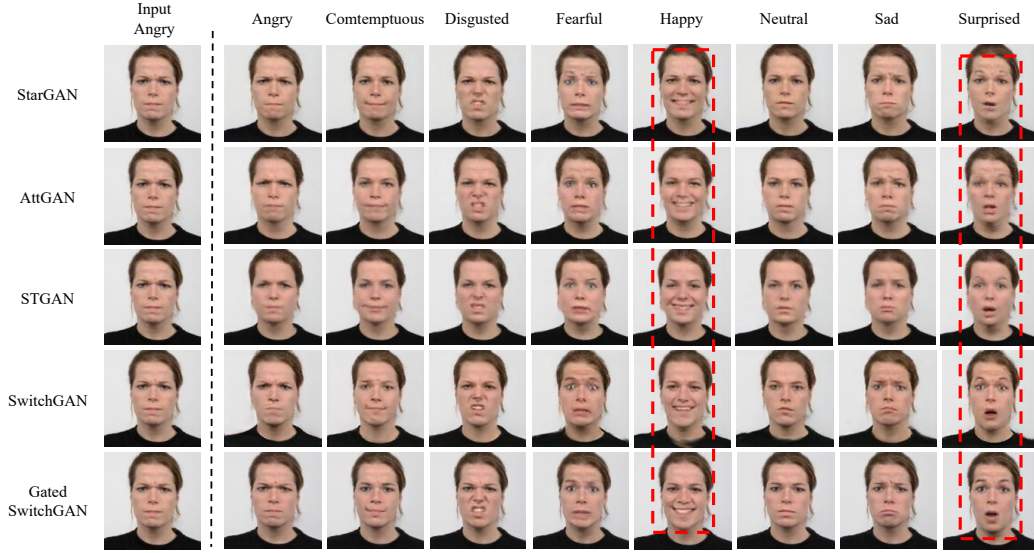 Input
Angry
Angry
Comtemptuous
Disgusted
Fearful
Happy
Neutral
Sad
Surprised
StarGAN
AttGAN
STGAN
SwitchGAN
Gated
SwitchGAN